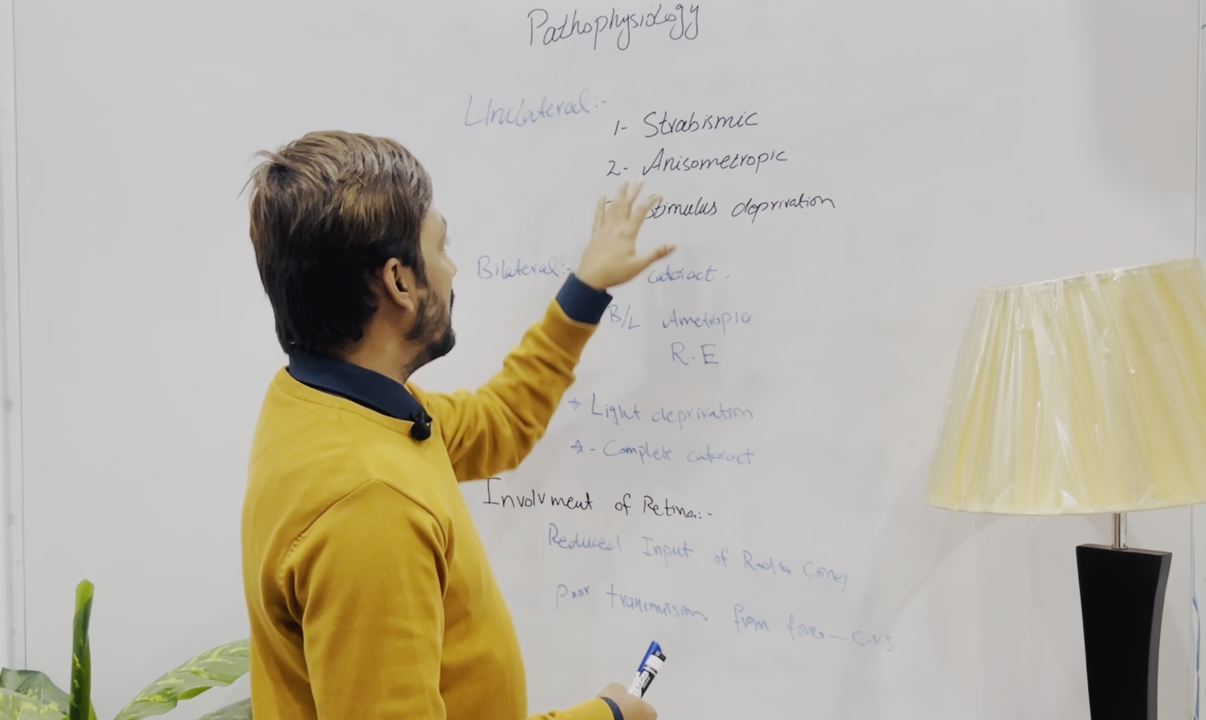 Pathophysiology
Unilateral:-
1- Strabismic
2- Anisometropic
Stimulus deprivation
Bilateral:- cataract.
B/L Ametropia
R.E
* Light deprivation
* - Complete cataract
Involvment of Retina:-
Reduced Input of Rods & Cones
Poor transmission from fovea - CNS.